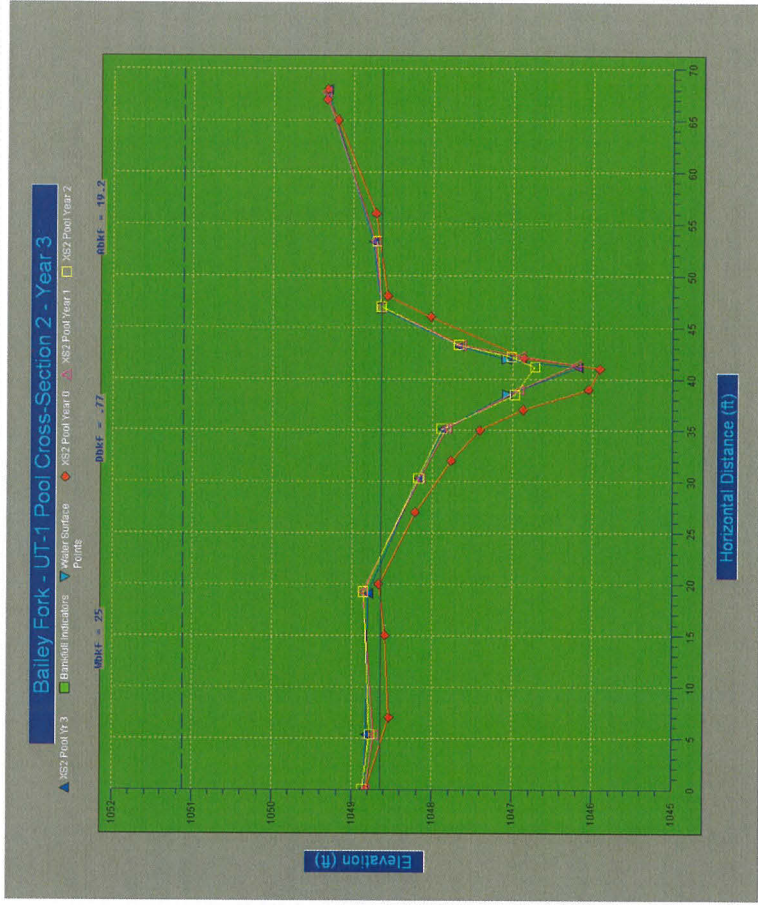 Bailey Fork - UT-1 Pool Cross-Section 2 - Year 3
XS2 Pool Yr 3
Bankfull Indicators
Water Surface Points
XS2 Pool Year 0
XS2 Pool Year 1
XS2 Pool Year 2
Wbkf = 25
Dbkf = .77
Abkf = 19.2
Elevation (ft)
1052
1051
1050
1049
1048
1047
1046
1045
0
5
10
15
20
25
30
35
40
45
50
55
60
65
70
Horizontal Distance (ft)